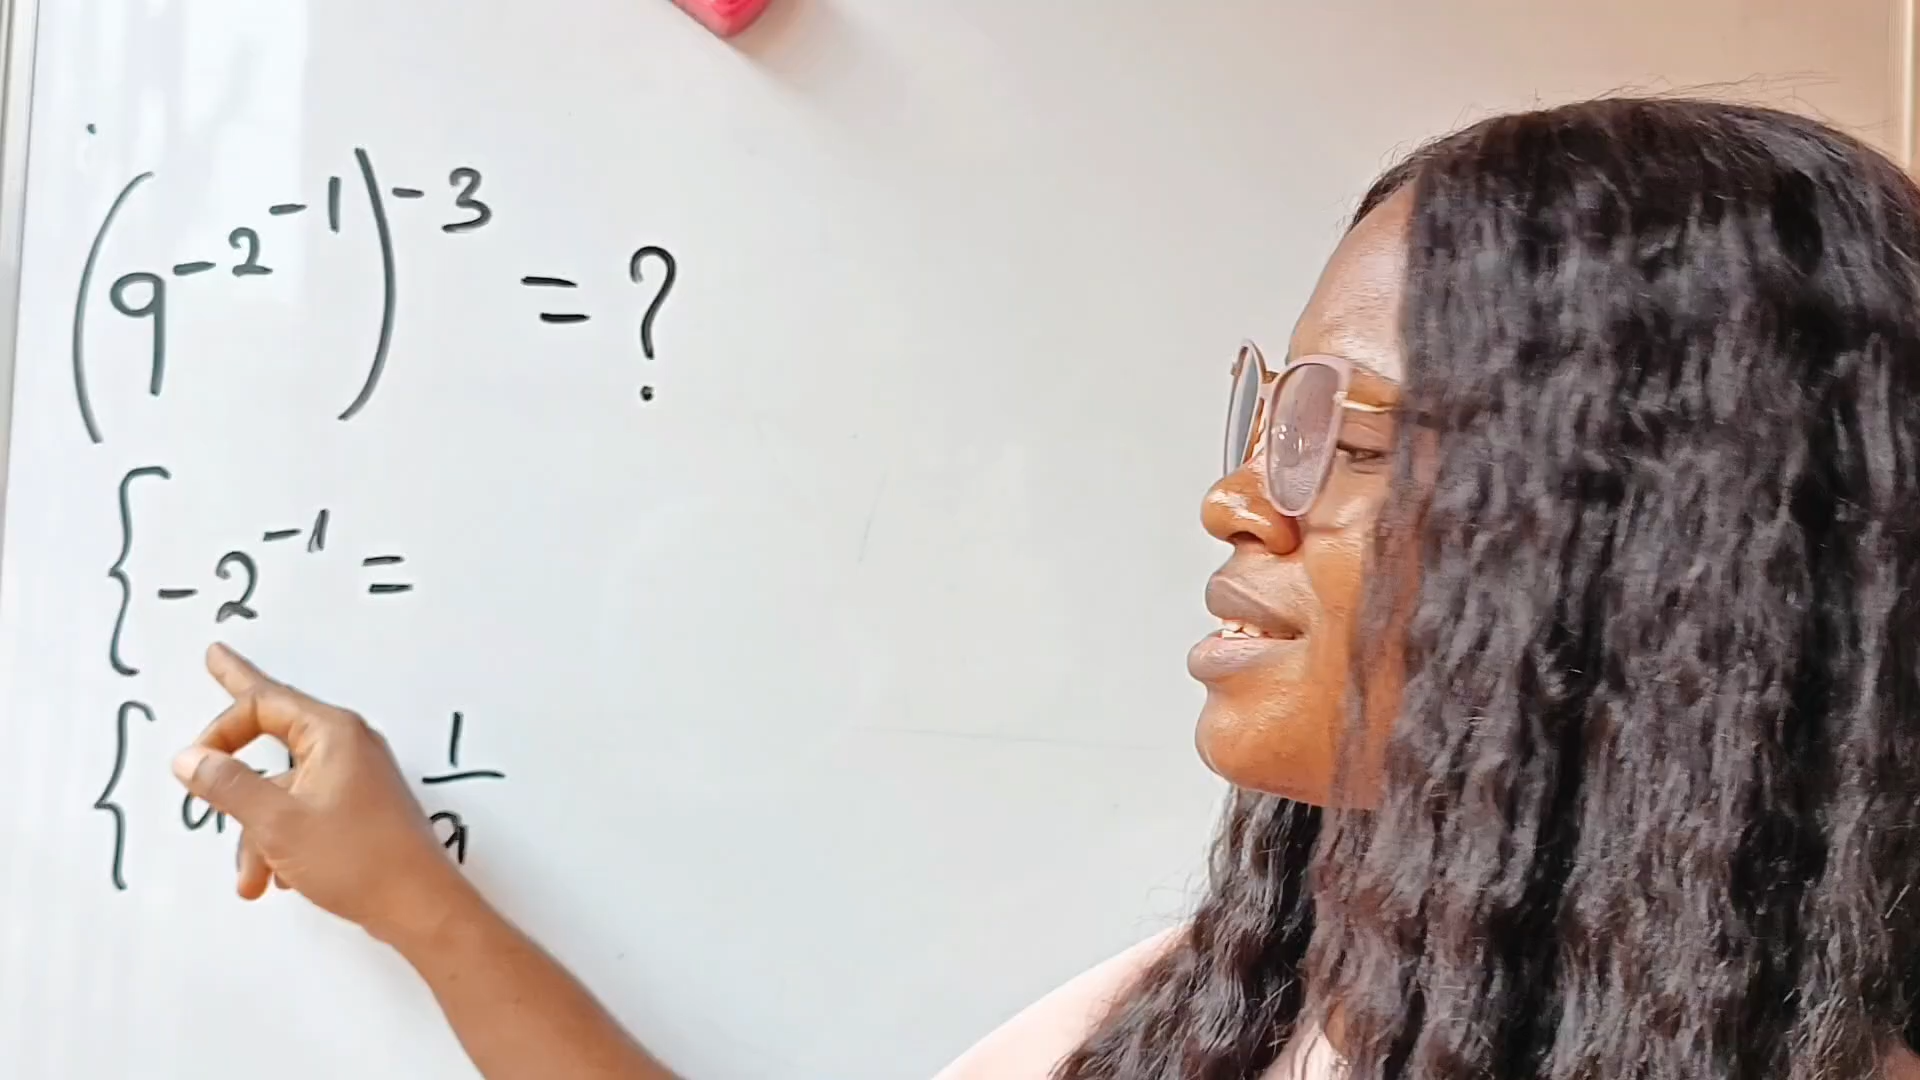 (9^-2^-1)^-3 = ?
{ -2^-1 =
{ a 1/a